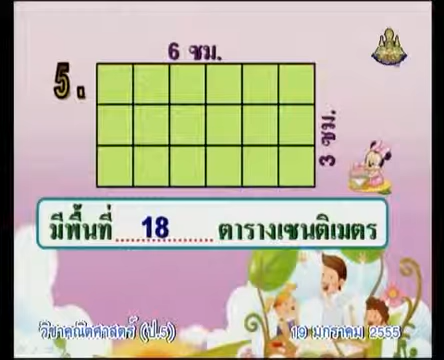 6 ซม.
5.
3 ซม.
มีพื้นที่ ........18........ ตารางเซนติเมตร
วิชาคณิตศาสตร์ (ป.5)
19 มกราคม 2555